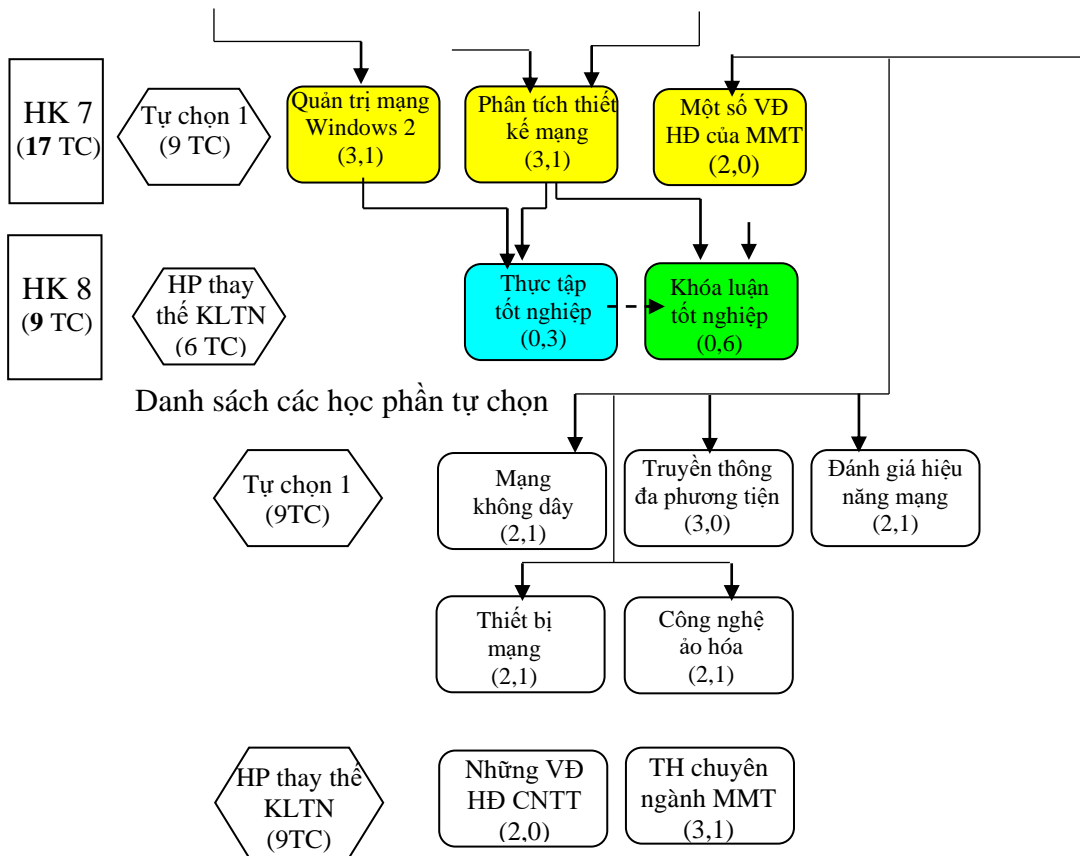 HK 7
(17 TC)
Tự chọn 1
(9 TC)
Quản trị mạng
Windows 2
(3,1)
Phân tích thiết
kế mạng
(3,1)
Một số VĐ
HĐ của MMT
(2,0)
HK 8
(9 TC)
HP thay
thế KLTN
(6 TC)
Thực tập
tốt nghiệp
(0,3)
Khóa luận
tốt nghiệp
(0,6)
Danh sách các học phần tự chọn
Tự chọn 1
(9TC)
Mạng
không dây
(2,1)
Truyền thông
đa phương tiện
(3,0)
Đánh giá hiệu
năng mạng
(2,1)
Thiết bị
mạng
(2,1)
Công nghệ
ảo hóa
(2,1)
HP thay thế
KLTN
(9TC)
Những VĐ
HĐ CNTT
(2,0)
TH chuyên
ngành MMT
(3,1)